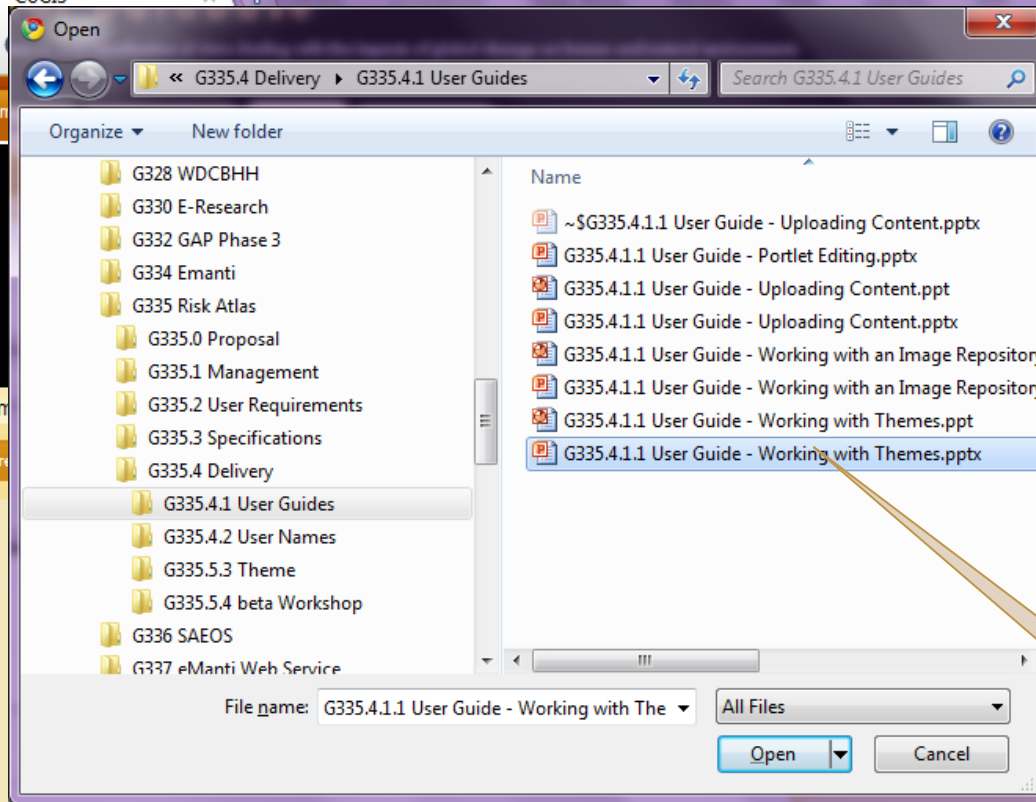 Open
« G335.4 Delivery ▸ G335.4.1 User Guides
Search G335.4.1 User Guides
Organize
New folder
G328 WDCBHH
G330 E-Research
G332 GAP Phase 3
G334 Emanti
G335 Risk Atlas
G335.0 Proposal
G335.1 Management
G335.2 User Requirements
G335.3 Specifications
G335.4 Delivery
G335.4.1 User Guides
G335.4.2 User Names
G335.5.3 Theme
G335.5.4 beta Workshop
G336 SAEOS
G337 eManti Web Service
Name
~$G335.4.1.1 User Guide - Uploading Content.pptx
G335.4.1.1 User Guide - Portlet Editing.pptx
G335.4.1.1 User Guide - Uploading Content.ppt
G335.4.1.1 User Guide - Uploading Content.pptx
G335.4.1.1 User Guide - Working with an Image Repository
G335.4.1.1 User Guide - Working with an Image Repository
G335.4.1.1 User Guide - Working with Themes.ppt
G335.4.1.1 User Guide - Working with Themes.pptx
File name: G335.4.1.1 User Guide - Working with The
All Files
Open
Cancel